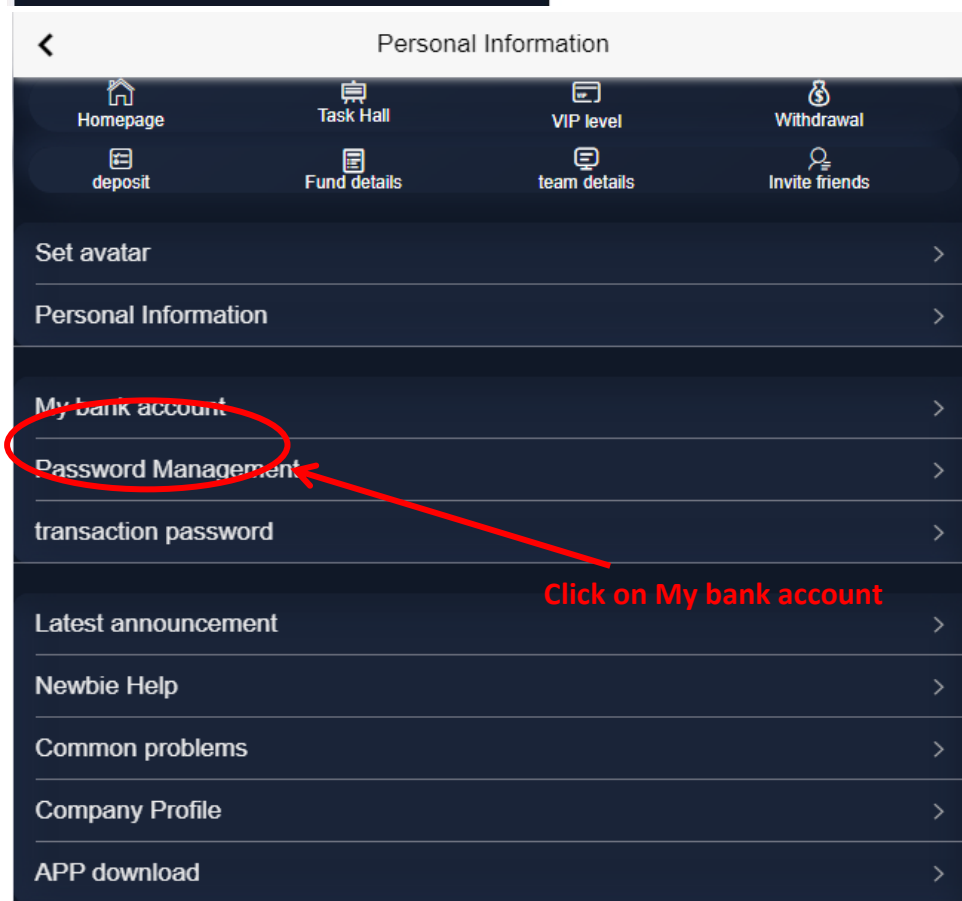 Personal Information
Homepage
Task Hall
VIP level
Withdrawal
deposit
Fund details
team details
Invite friends
Set avatar
Personal Information
My bank account
Password Management
transaction password
Click on My bank account
Latest announcement
Newbie Help
Common problems
Company Profile
APP download